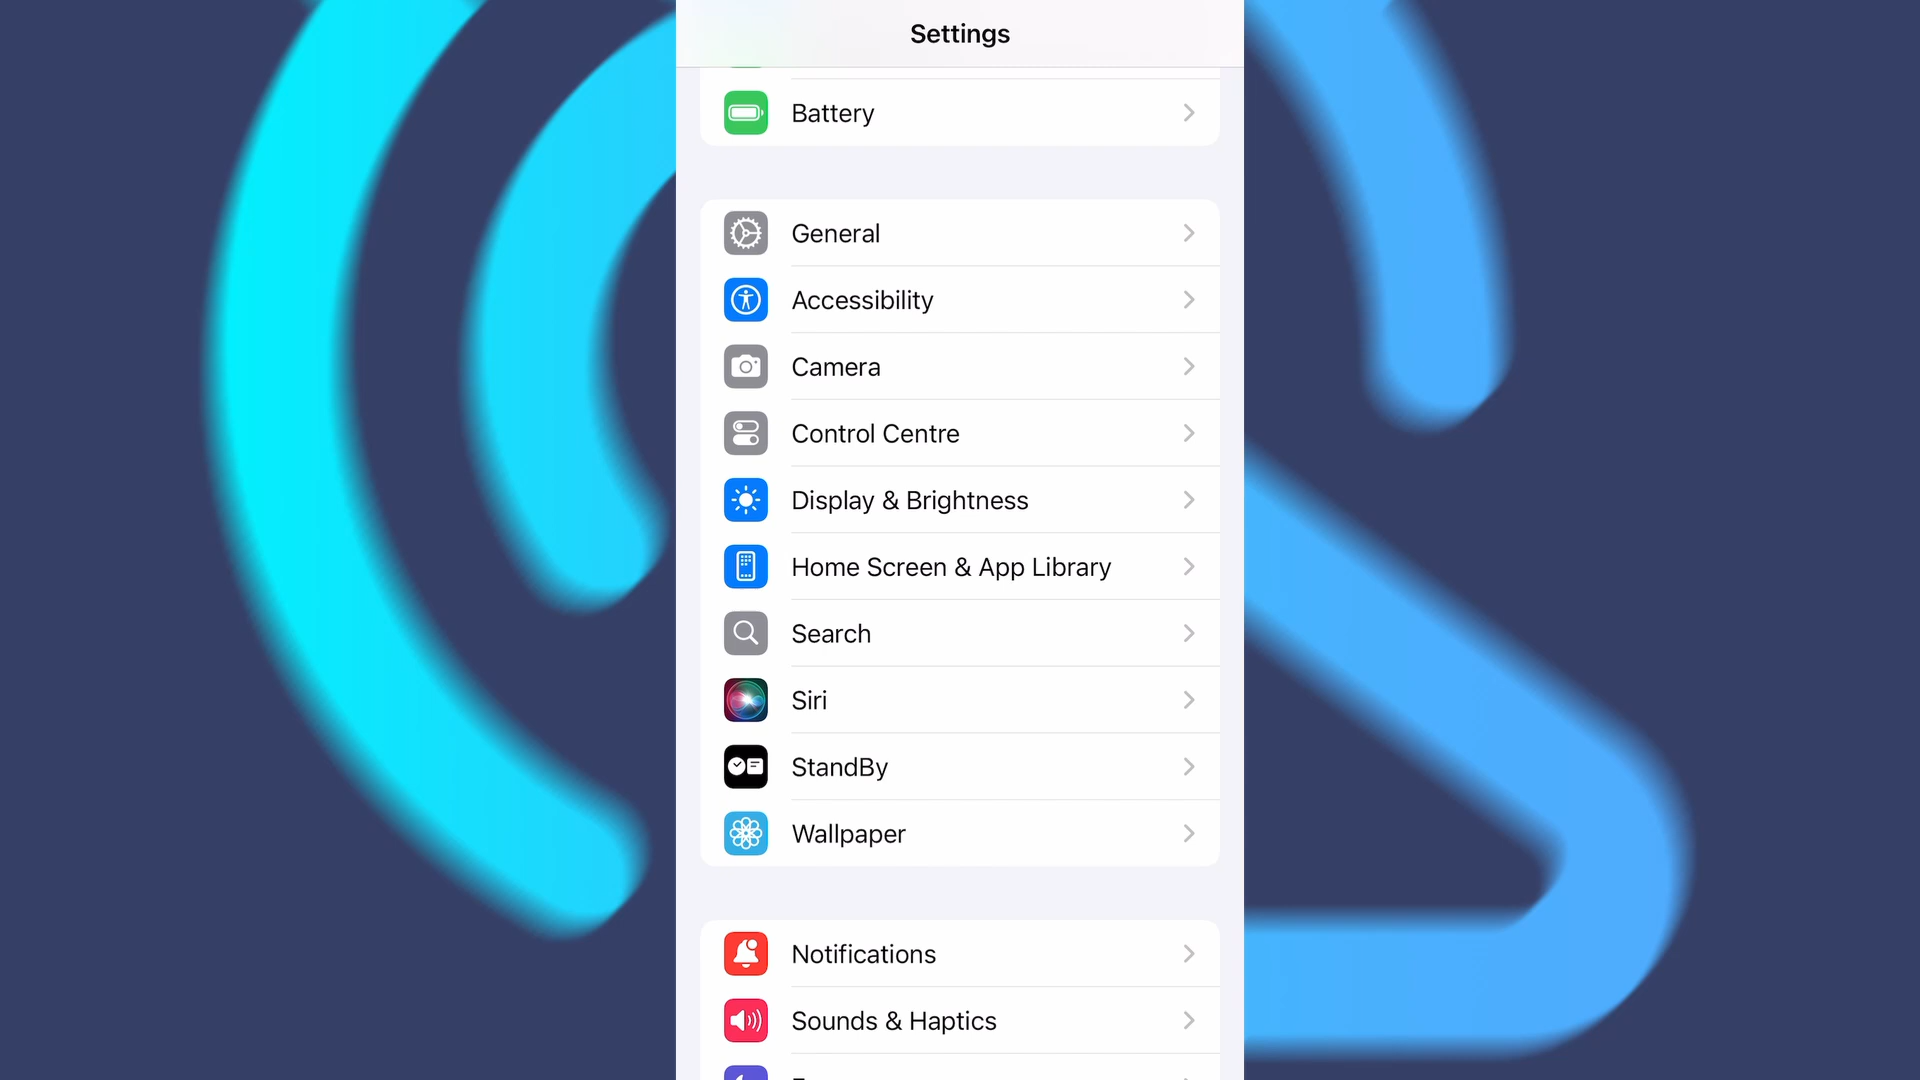 Settings
Battery
General
Accessibility
Camera
Control Centre
Display & Brightness
Home Screen & App Library
Search
Siri
StandBy
Wallpaper
Notifications
Sounds & Haptics